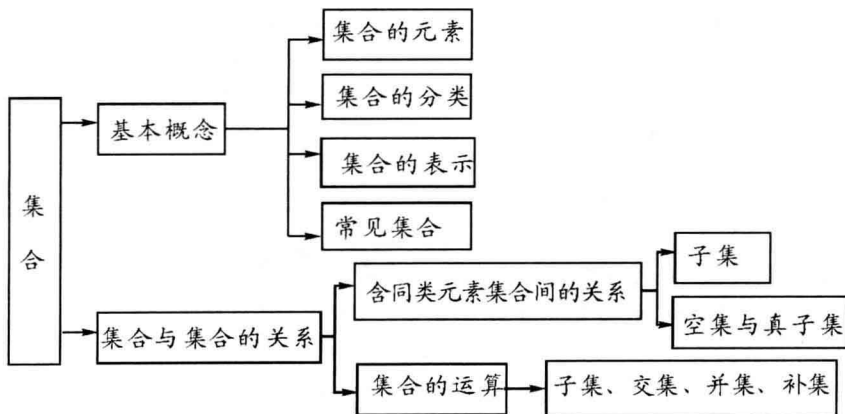 集合的元素
集合的分类
基本概念
集合的表示
常见集合
集合
子集
含同类元素集合间的关系
空集与真子集
集合与集合的关系
集合的运算
子集、交集、并集、补集